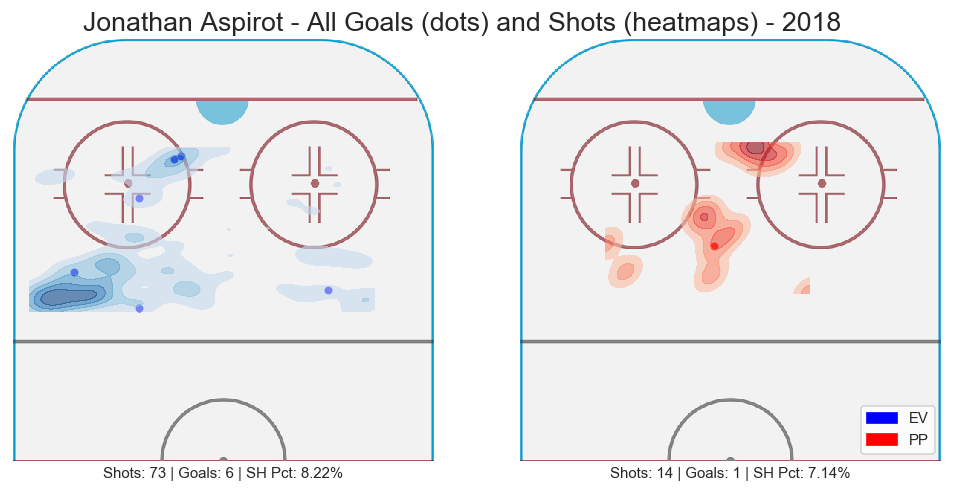 Jonathan Aspirot - All Goals (dots) and Shots (heatmaps) - 2018
EV
PP
Shots: 73 | Goals: 6 | SH Pct: 8.22%
Shots: 14 | Goals: 1 | SH Pct: 7.14%